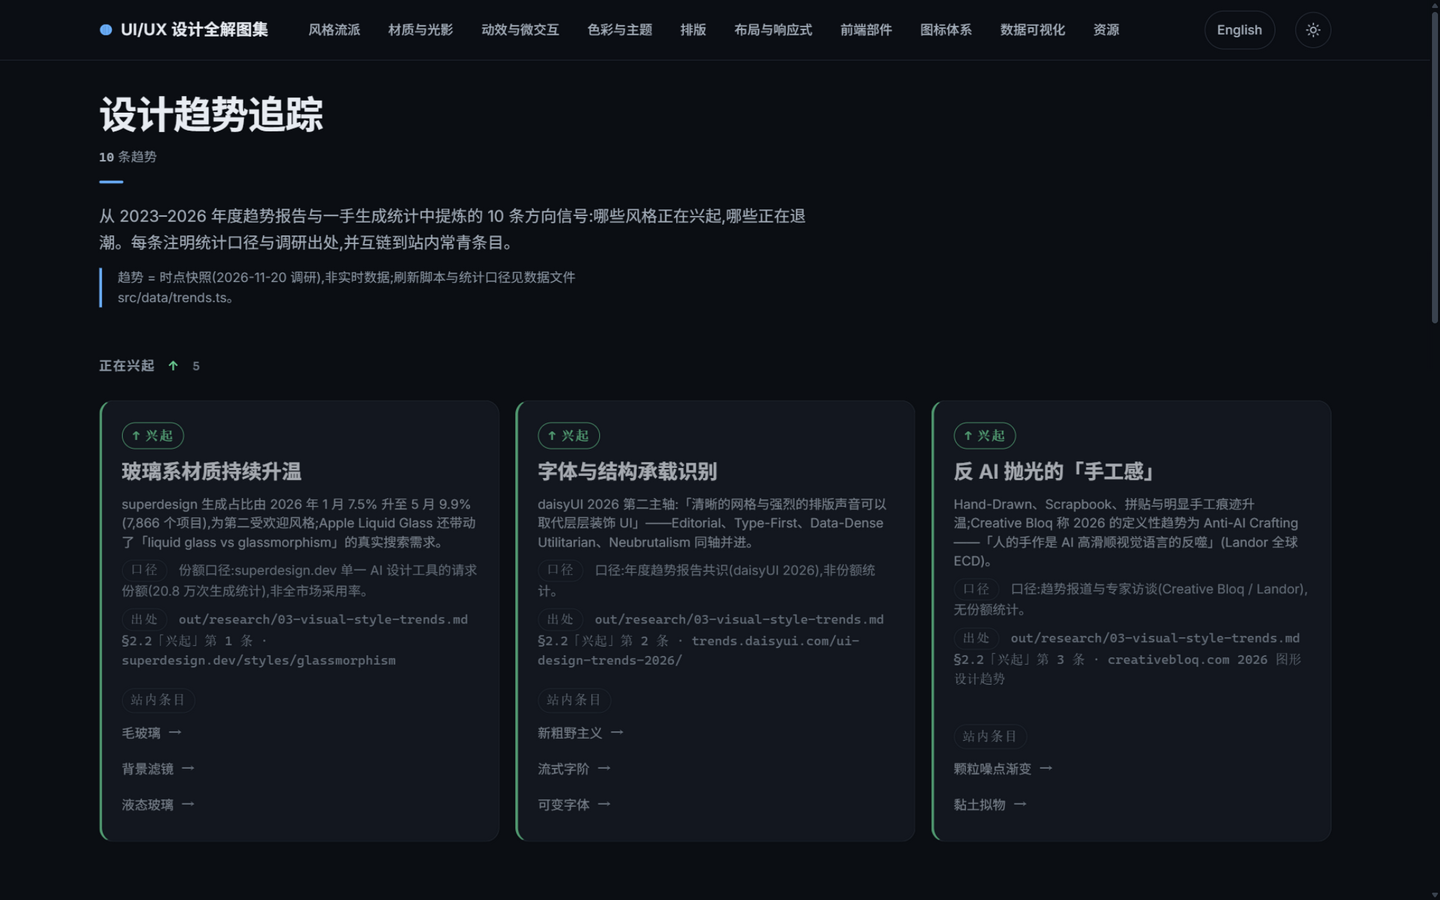 UI/UX 设计全解图集
风格流派 材质与光影 动效与微交互 色彩与主题 排版 布局与响应式 前端部件 图标体系 数据可视化 资源
English
设计趋势追踪
10 条趋势
从 2023–2026 年度趋势报告与一手生成统计中提炼的 10 条方向信号:哪些风格正在兴起,哪些正在退
潮。每条注明统计口径与调研出处,并互链到站内常青条目。
趋势 = 时点快照(2026-11-20 调研),非实时数据;刷新脚本与统计口径见数据文件
src/data/trends.ts。
正在兴起 ↑ 5
↑ 兴起
玻璃系材质持续升温
superdesign 生成占比由 2026 年 1 月 7.5% 升至 5 月 9.9%
(7,866 个项目),为第二受欢迎风格;Apple Liquid Glass 还带动
了「liquid glass vs glassmorphism」的真实搜索需求。
口径 份额口径:superdesign.dev 单一 AI 设计工具的请求
份额(20.8 万次生成统计),非全市场采用率。
出处 out/research/03-visual-style-trends.md
§2.2「兴起」第 1 条 ·
superdesign.dev/styles/glassmorphism
站内条目
毛玻璃 →
背景滤镜 →
液态玻璃 →
↑ 兴起
字体与结构承载识别
daisyUI 2026 第二主轴:「清晰的网格与强烈的排版声音可以
取代层层装饰 UI」——Editorial、Type-First、Data-Dense
Utilitarian、Neubrutalism 同轴并进。
口径 口径:年度趋势报告共识(daisyUI 2026),非份额统
计。
出处 out/research/03-visual-style-trends.md
§2.2「兴起」第 2 条 · trends.daisyui.com/ui-
design-trends-2026/
站内条目
新粗野主义 →
流式字阶 →
可变字体 →
↑ 兴起
反 AI 抛光的「手工感」
Hand-Drawn、Scrapbook、拼贴与明显手工痕迹升
温;Creative Bloq 称 2026 的定义性趋势为 Anti-AI Crafting
——「人的手作是 AI 高滑顺视觉语言的反噬」(Landor 全球
ECD)。
口径 口径:趋势报道与专家访谈(Creative Bloq / Landor),
无份额统计。
出处 out/research/03-visual-style-trends.md
§2.2「兴起」第 3 条 · creativebloq.com 2026 图形
设计趋势
站内条目
颗粒噪点渐变 →
黏土拟物 →